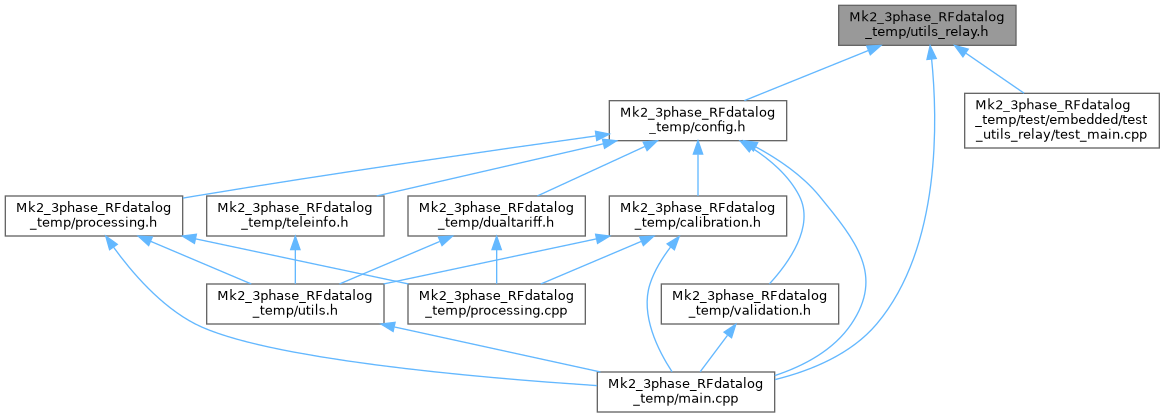 Mk2_3phase_RFdatalog
_temp/utils_relay.h
Mk2_3phase_RFdatalog
_temp/config.h
Mk2_3phase_RFdatalog
_temp/test/embedded/test
_utils_relay/test_main.cpp
Mk2_3phase_RFdatalog
_temp/processing.h
Mk2_3phase_RFdatalog
_temp/teleinfo.h
Mk2_3phase_RFdatalog
_temp/dualtariff.h
Mk2_3phase_RFdatalog
_temp/calibration.h
Mk2_3phase_RFdatalog
_temp/utils.h
Mk2_3phase_RFdatalog
_temp/processing.cpp
Mk2_3phase_RFdatalog
_temp/validation.h
Mk2_3phase_RFdatalog
_temp/main.cpp